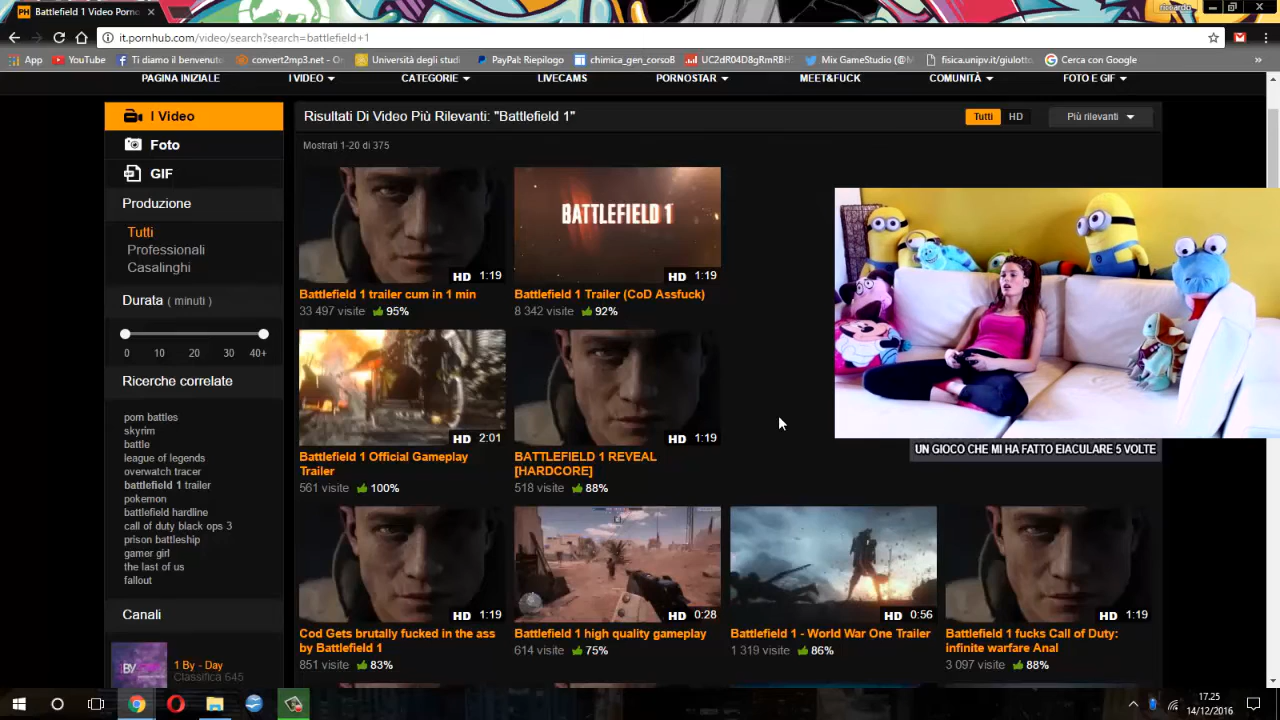 Battlefield 1 Video Porno
riccardo
it.pornhub.com/video/search?search=battlefield+1
App
YouTube
Ti diamo il benvenuto
convert2mp3.net - On
Università degli studi
PayPal: Riepilogo
chimica_gen_corsoB
UC2dR04D8gRmRBH
Mix GameStudio (@M
fisica.unipv.it/giulotto
Cerca con Google
»
PAGINA INIZIALE
I VIDEO
CATEGORIE
LIVECAMS
PORNOSTAR
MEET&FUCK
COMUNITÀ
FOTO E GIF
I Video
Foto
GIF
Produzione
Tutti
Professionali
Casalinghi
Durata ( minuti )
0 10 20 30 40+
Ricerche correlate
porn battles
skyrim
battle
league of legends
overwatch tracer
battlefield 1 trailer
pokemon
battlefield hardline
call of duty black ops 3
prison battleship
gamer girl
the last of us
fallout
Canali
1 By - Day
Classifica 645
Risultati Di Video Più Rilevanti: "Battlefield 1"
Tutti
HD
Più rilevanti
Mostrati 1-20 di 375
HD 1:19
Battlefield 1 trailer cum in 1 min
33 497 visite 95%
BATTLEFIELD 1
HD 1:19
Battlefield 1 Trailer (CoD Assfuck)
8 342 visite 92%
HD 2:01
Battlefield 1 Official Gameplay
Trailer
561 visite 100%
HD 1:19
BATTLEFIELD 1 REVEAL
[HARDCORE]
518 visite 88%
UN GIOCO CHE MI HA FATTO EIACULARE 5 VOLTE
HD 1:19
Cod Gets brutally fucked in the ass
by Battlefield 1
851 visite 83%
HD 0:28
Battlefield 1 high quality gameplay
614 visite 75%
HD 0:56
Battlefield 1 - World War One Trailer
1 319 visite 86%
HD 1:19
Battlefield 1 fucks Call of Duty:
infinite warfare Anal
3 097 visite 88%
17.25
14/12/2016